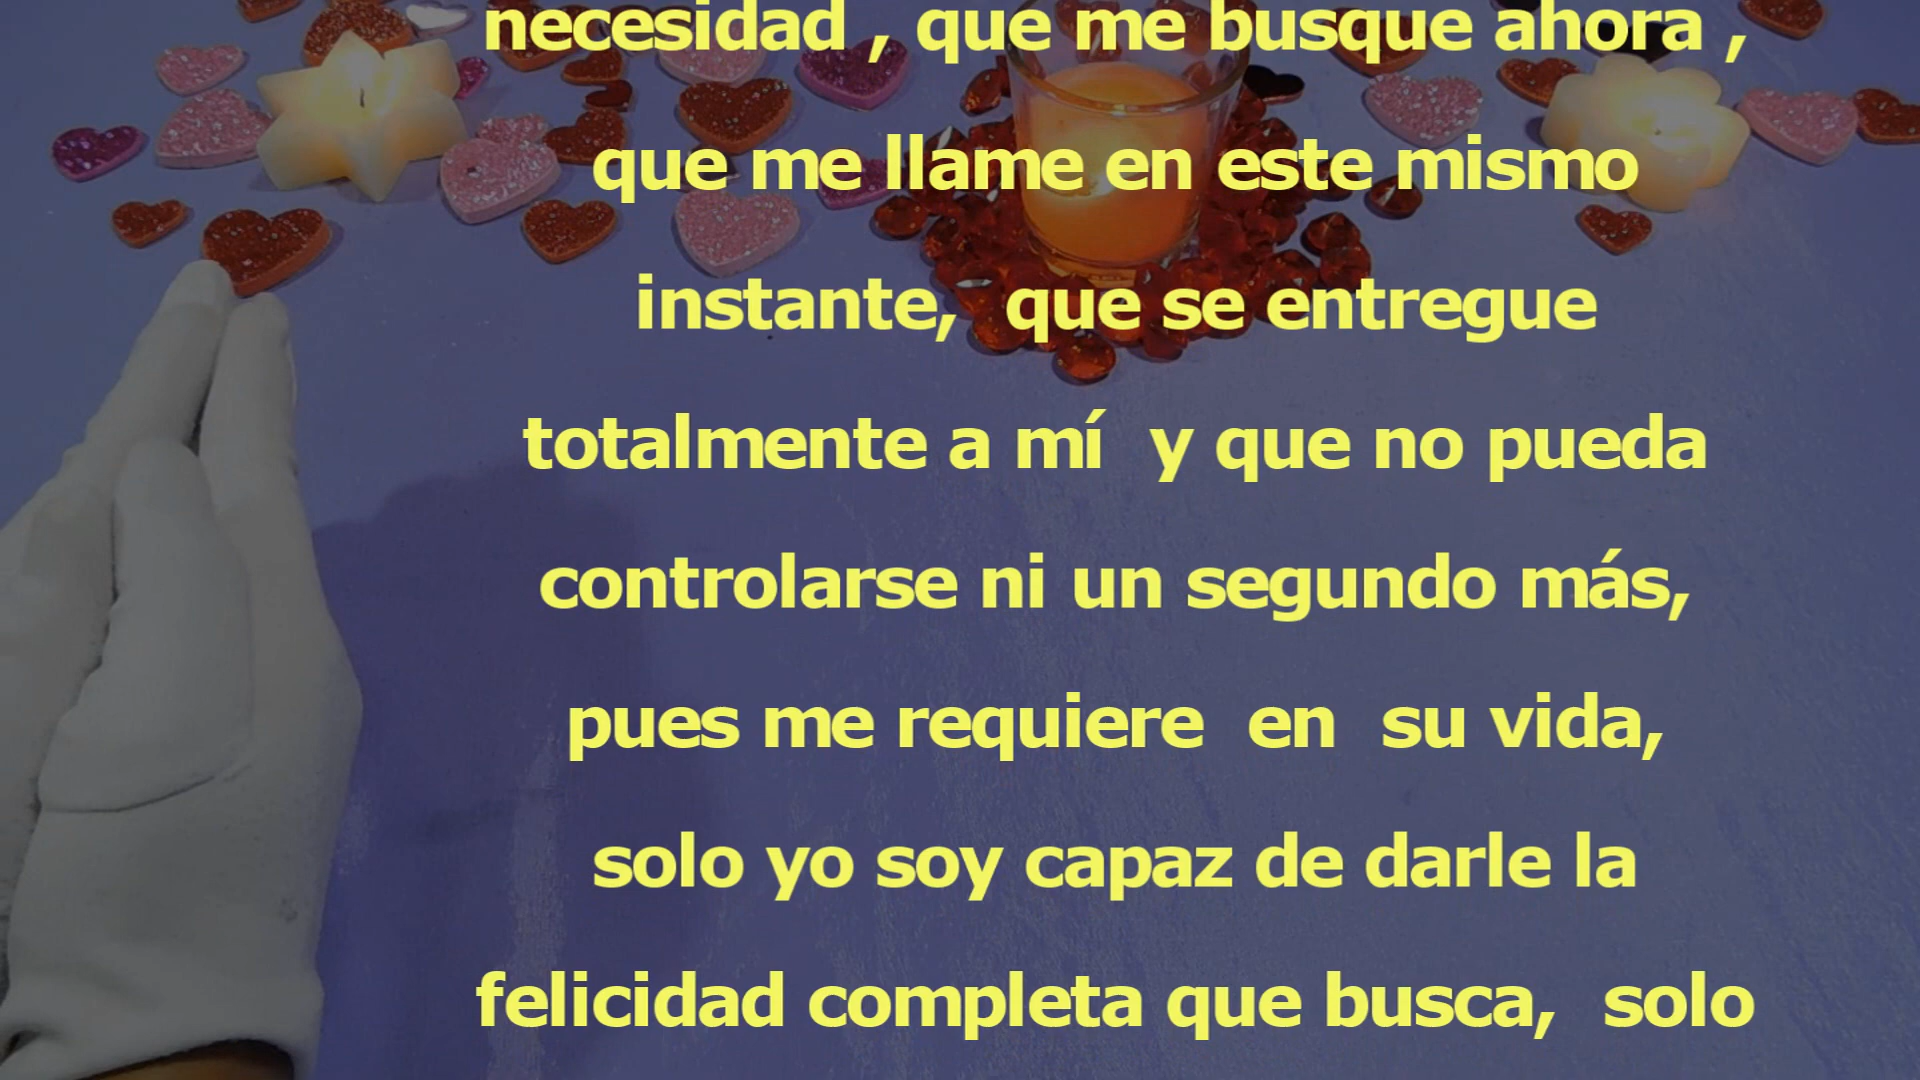 necesidad , que me busque ahora ,
que me llame en este mismo
instante, que se entregue
totalmente a mí y que no pueda
controlarse ni un segundo más,
pues me requiere en su vida,
solo yo soy capaz de darle la
felicidad completa que busca, solo